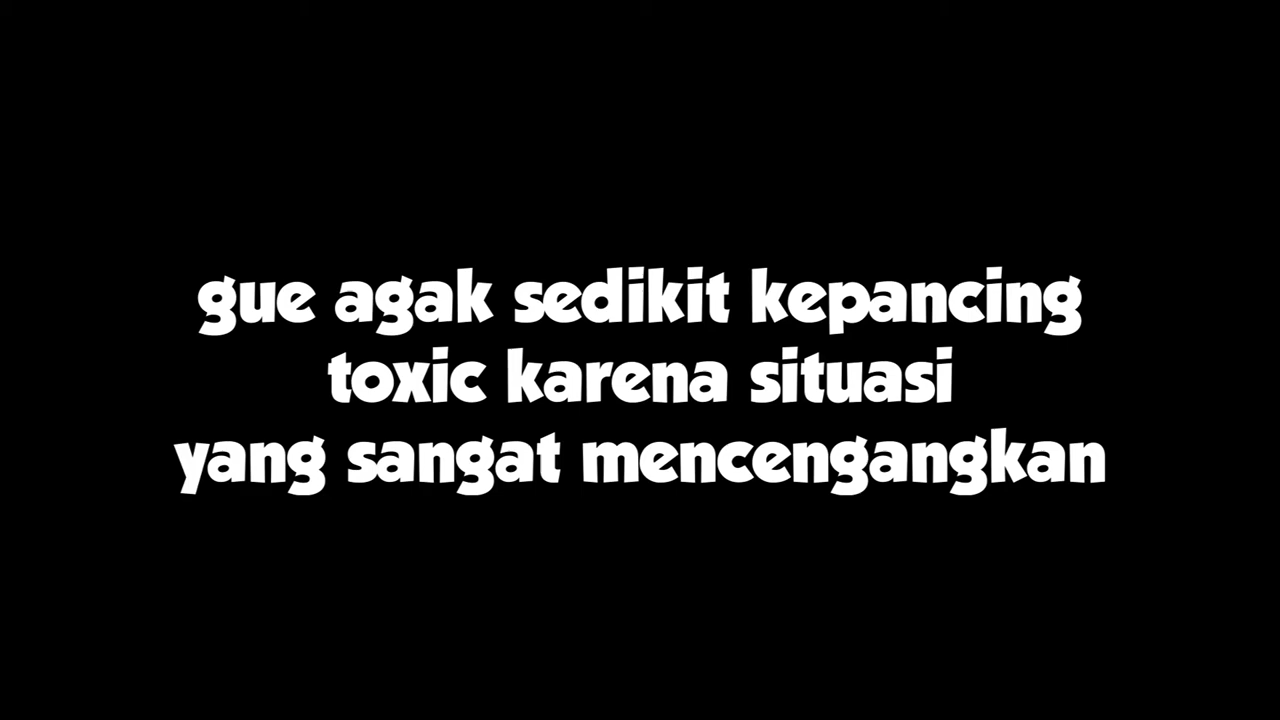 gue agak sedikit kepancing
toxic karena situasi
yang sangat mencengangkan